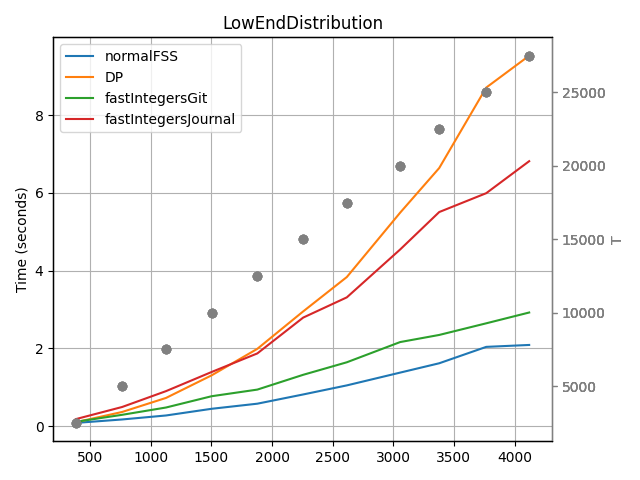 LowEndDistribution
normalFSS
DP
fastIntegersGit
fastIntegersJournal
Time (seconds)
8
6
4
2
0
500
1000
1500
2000
2500
3000
3500
4000
25000
20000
15000
10000
5000
T